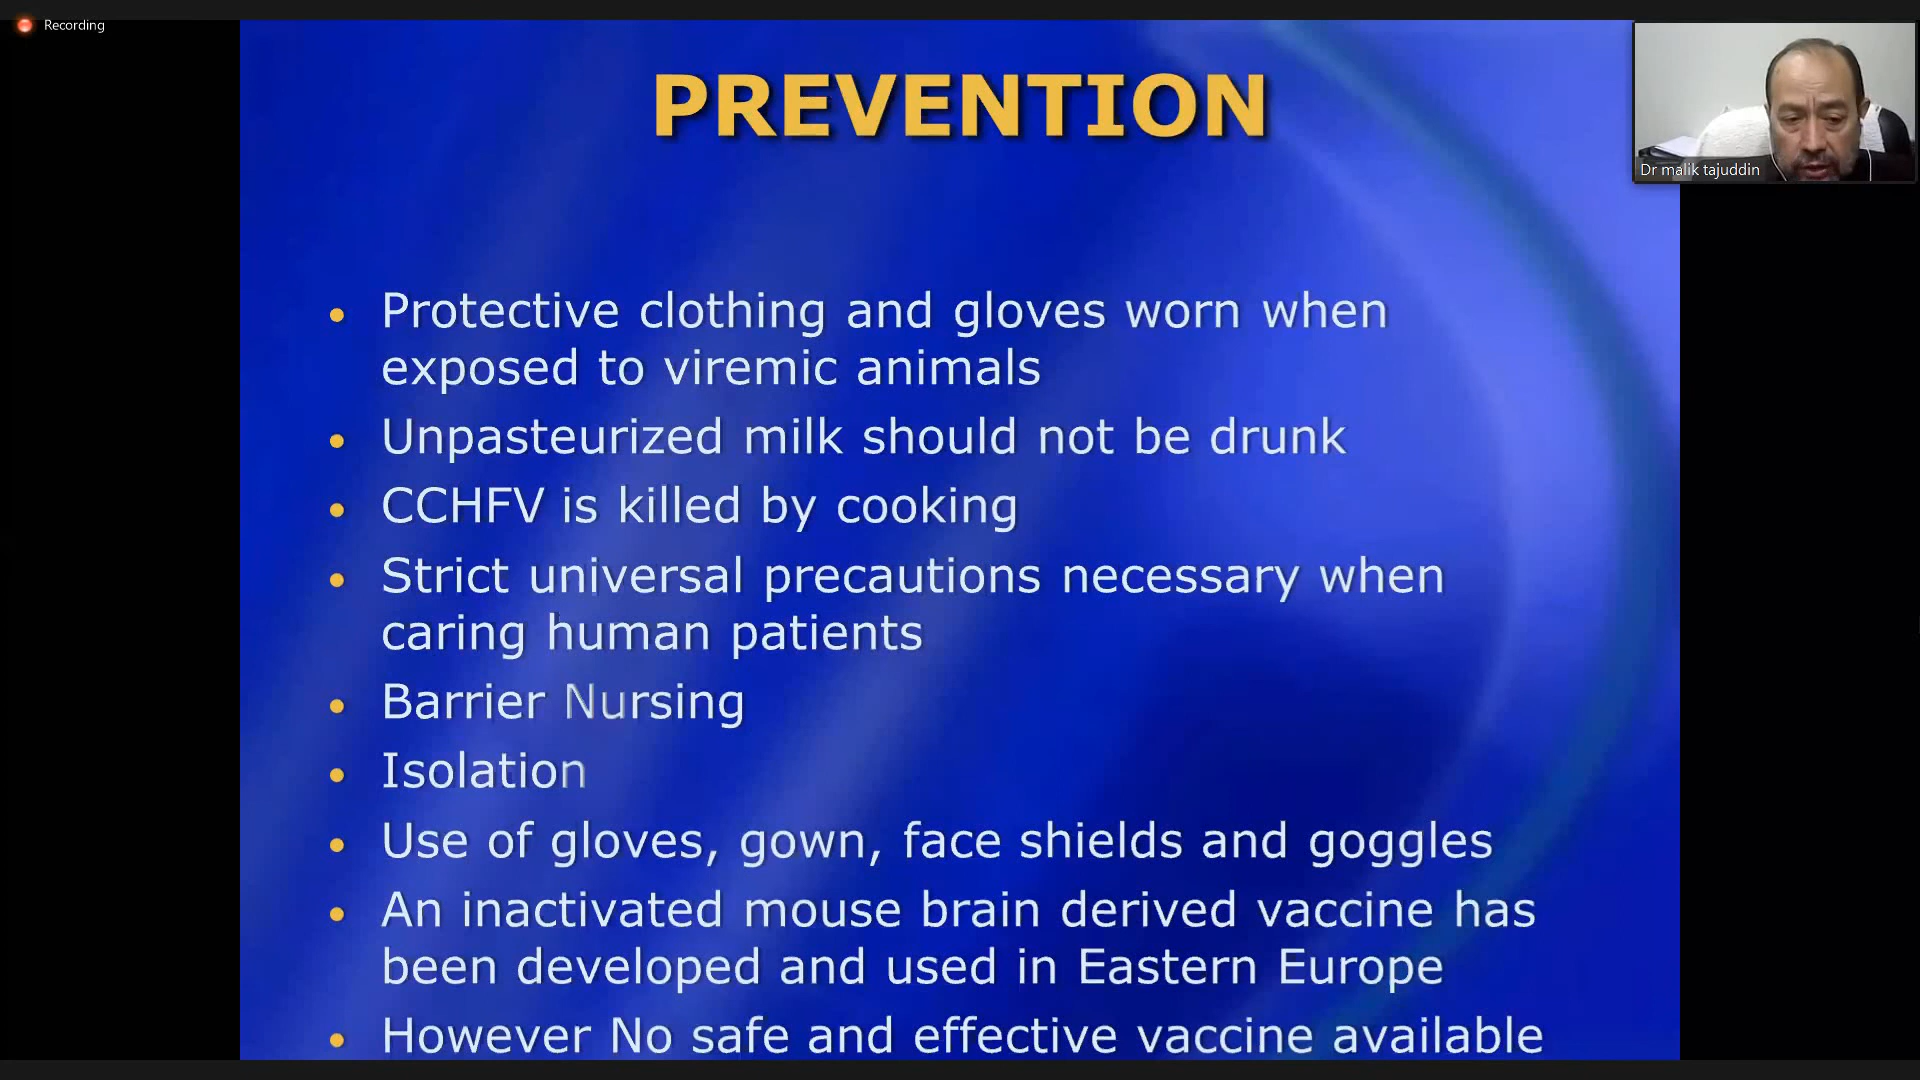 Recording
PREVENTION
Dr malik tajuddin
• Protective clothing and gloves worn when
exposed to viremic animals
• Unpasteurized milk should not be drunk
• CCHFV is killed by cooking
• Strict universal precautions necessary when
caring human patients
• Barrier Nursing
• Isolation
• Use of gloves, gown, face shields and goggles
• An inactivated mouse brain derived vaccine has
been developed and used in Eastern Europe
• However No safe and effective vaccine available